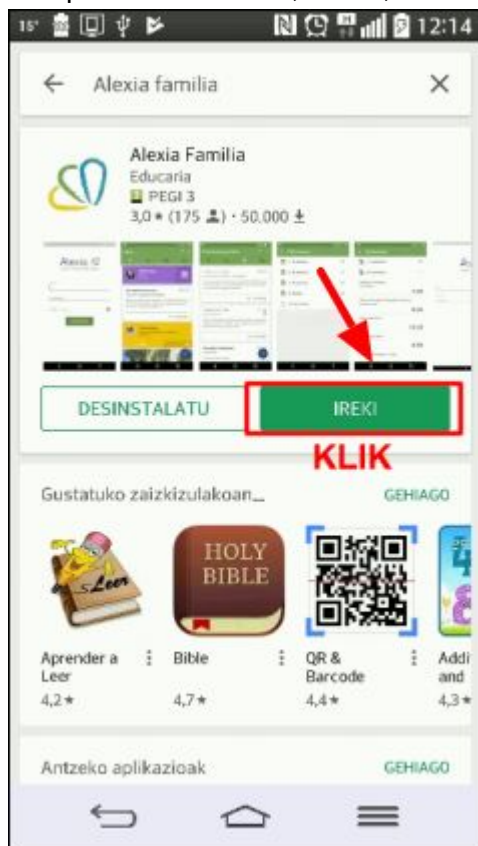 15°
12:14
Alexia familia
Alexia Familia
Educaria
PEGI 3
3,0 ★ (175 ) · 50.000
DESINSTALATU
IREKI
KLIK
Gustatuko zaizkizulakoan...
GEHIAGO
Leer
HOLY
BIBLE
Aprender a
Leer
4,2★
Bible
4,7★
QR &
Barcode
4,4★
Addi
and
4,3★
Antzeko aplikazioak
GEHIAGO